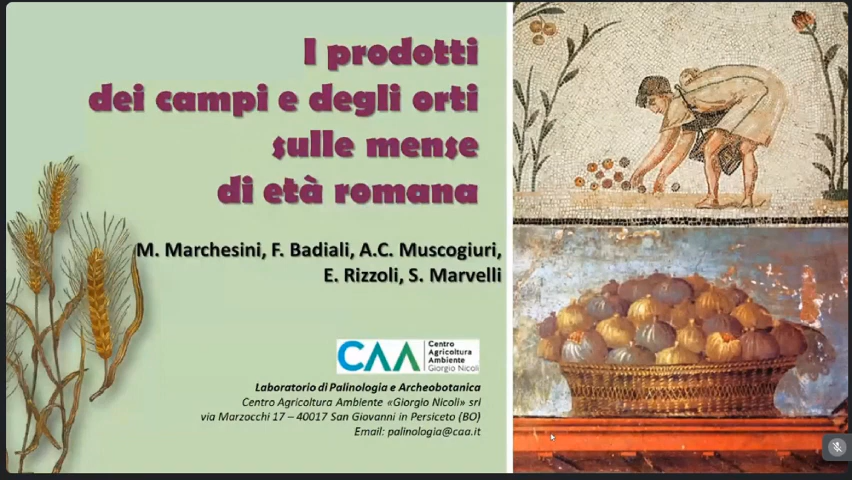 I prodotti
dei campi e degli orti
sulle mense
di età romana
M. Marchesini, F. Badiali, A.C. Muscogiuri,
E. Rizzoli, S. Marvelli
CAA
Centro
Agricoltura
Ambiente
Giorgio Nicoli
Laboratorio di Palinologia e Archeobotanica
Centro Agricoltura Ambiente «Giorgio Nicoli» srl
via Marzocchi 17 – 40017 San Giovanni in Persiceto (BO)
Email: palinologia@caa.it